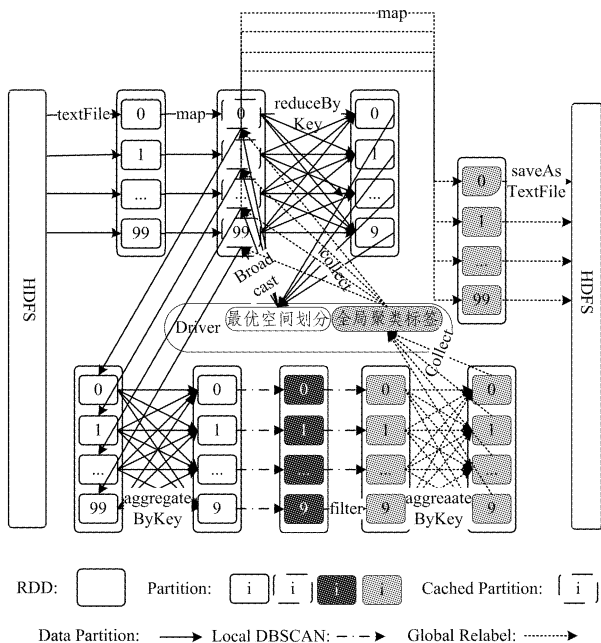 map
textFile
map
reduceBy
Key
0
0
0
1
1
...
...
...
99
99
9
0
1
...
99
saveAs
TextFile
HDFS
HDFS
Broad
cast
collect
Driver
最优空间划分
全局聚类标签
Collect
0
0
0
0
0
1
1
1
1
1
...
...
...
...
...
aggregate
ByKey
aggreaate
ByKey
99
9
9
filter
9
9
RDD:
Partition:
i
i
i
i
Cached Partition:
i
Data Partition:
Local DBSCAN:
Global Relabel: